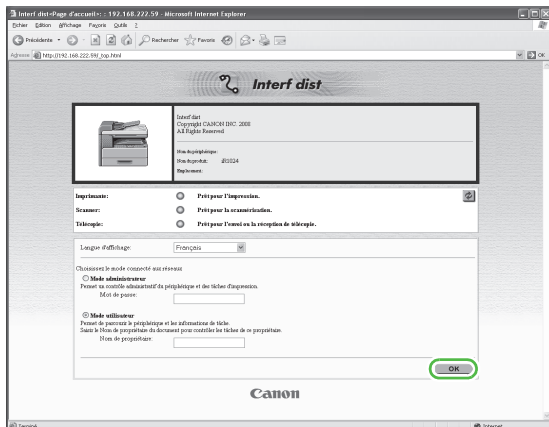 Interf dist<Page d'accueil>: : 192.168.222.59 - Microsoft Internet Explorer
Fichier Edition Affichage Favoris Outils ?
Précédente Rechercher Favoris
Adresse http://192.168.222.59/_top.html OK
Interf dist
Interf dist
Copyright CANON INC. 2008
All Rights Reserved
Nom du périphérique:
Nom du produit: iR1024
Emplacement:
Imprimante: Prêt pour l'impression.
Scanner: Prêt pour la scannérisation.
Télécopie: Prêt pour l'envoi ou la réception de télécopie.
Langue d'affichage: Français
Choisissez le mode connecté aux réseaux
Mode administrateur
Permet un contrôle administratif du périphérique et des tâches d'impression.
Mot de passe:
Mode utilisateur
Permet de parcourir le périphérique et les informations de tâche.
Saisir le Nom de propriétaire du document pour contrôler les tâches de ce propriétaire.
Nom de propriétaire:
OK
Canon
Terminé Internet